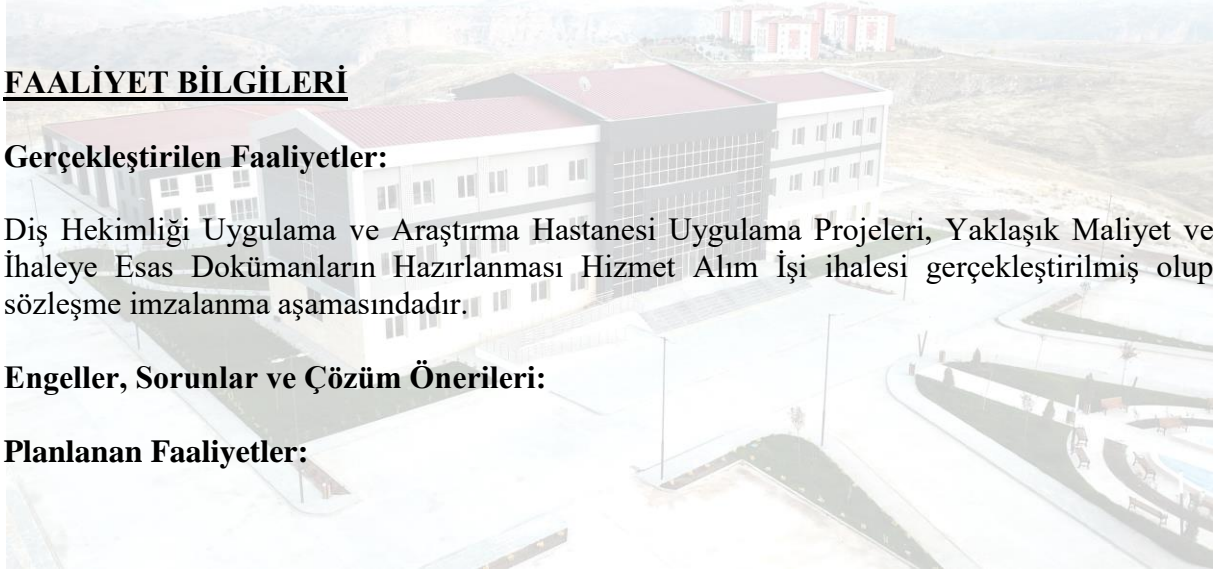 FAALİYET BİLGİLERİ
Gerçekleştirilen Faaliyetler:
Diş Hekimliği Uygulama ve Araştırma Hastanesi Uygulama Projeleri, Yaklaşık Maliyet ve
İhaleye Esas Dokümanların Hazırlanması Hizmet Alım İşi ihalesi gerçekleştirilmiş olup
sözleşme imzalanma aşamasındadır.
Engeller, Sorunlar ve Çözüm Önerileri:
Planlanan Faaliyetler: